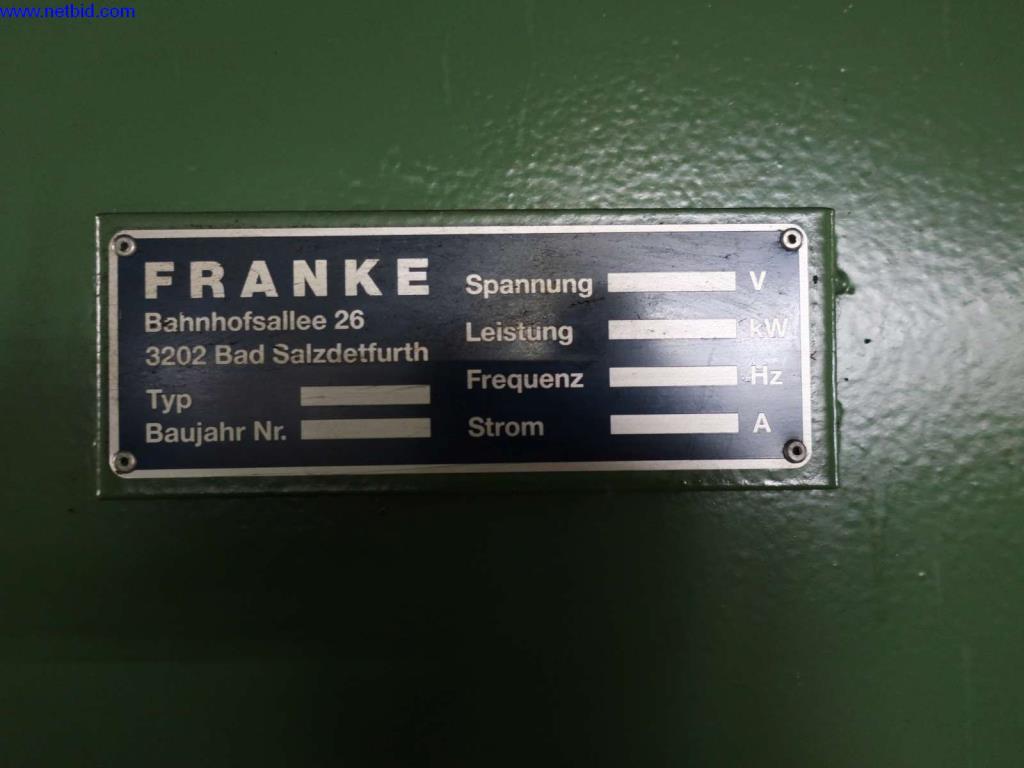 www.netbid.com
FRANKE
Bahnhofsallee 26
3202 Bad Salzdetfurth
Typ
Baujahr Nr.
Spannung V
Leistung kW
Frequenz Hz
Strom A